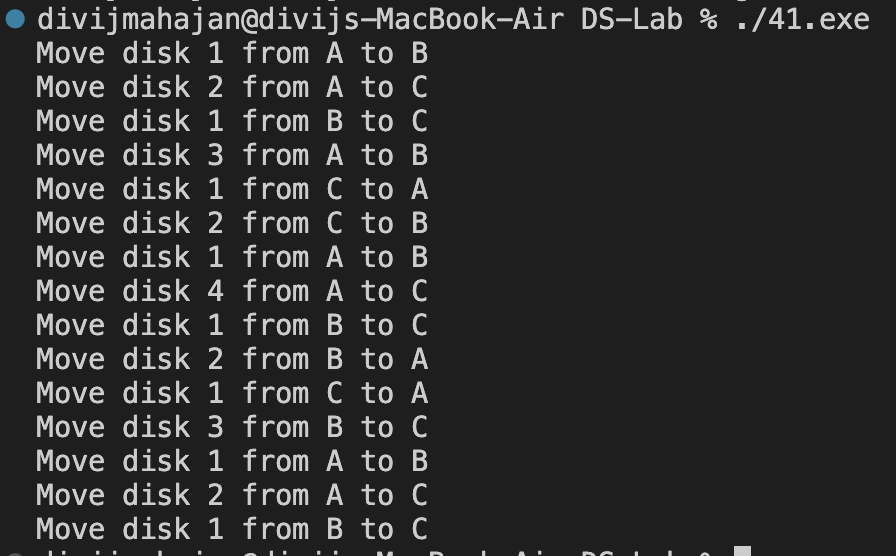 divijmahajan@divijs-MacBook-Air DS-Lab % ./41.exe
Move disk 1 from A to B
Move disk 2 from A to C
Move disk 1 from B to C
Move disk 3 from A to B
Move disk 1 from C to A
Move disk 2 from C to B
Move disk 1 from A to B
Move disk 4 from A to C
Move disk 1 from B to C
Move disk 2 from B to A
Move disk 1 from C to A
Move disk 3 from B to C
Move disk 1 from A to B
Move disk 2 from A to C
Move disk 1 from B to C